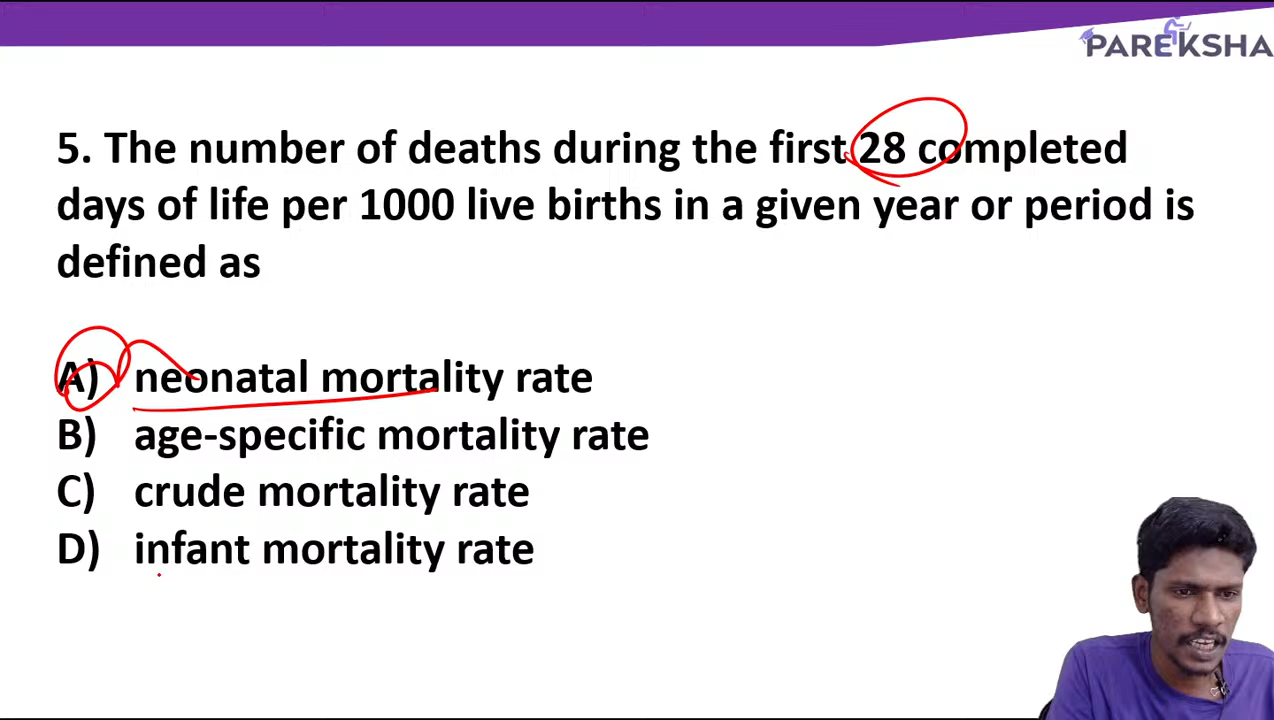 PAREKSHA
5. The number of deaths during the first 28 completed
days of life per 1000 live births in a given year or period is
defined as
A) neonatal mortality rate
B) age-specific mortality rate
C) crude mortality rate
D) infant mortality rate